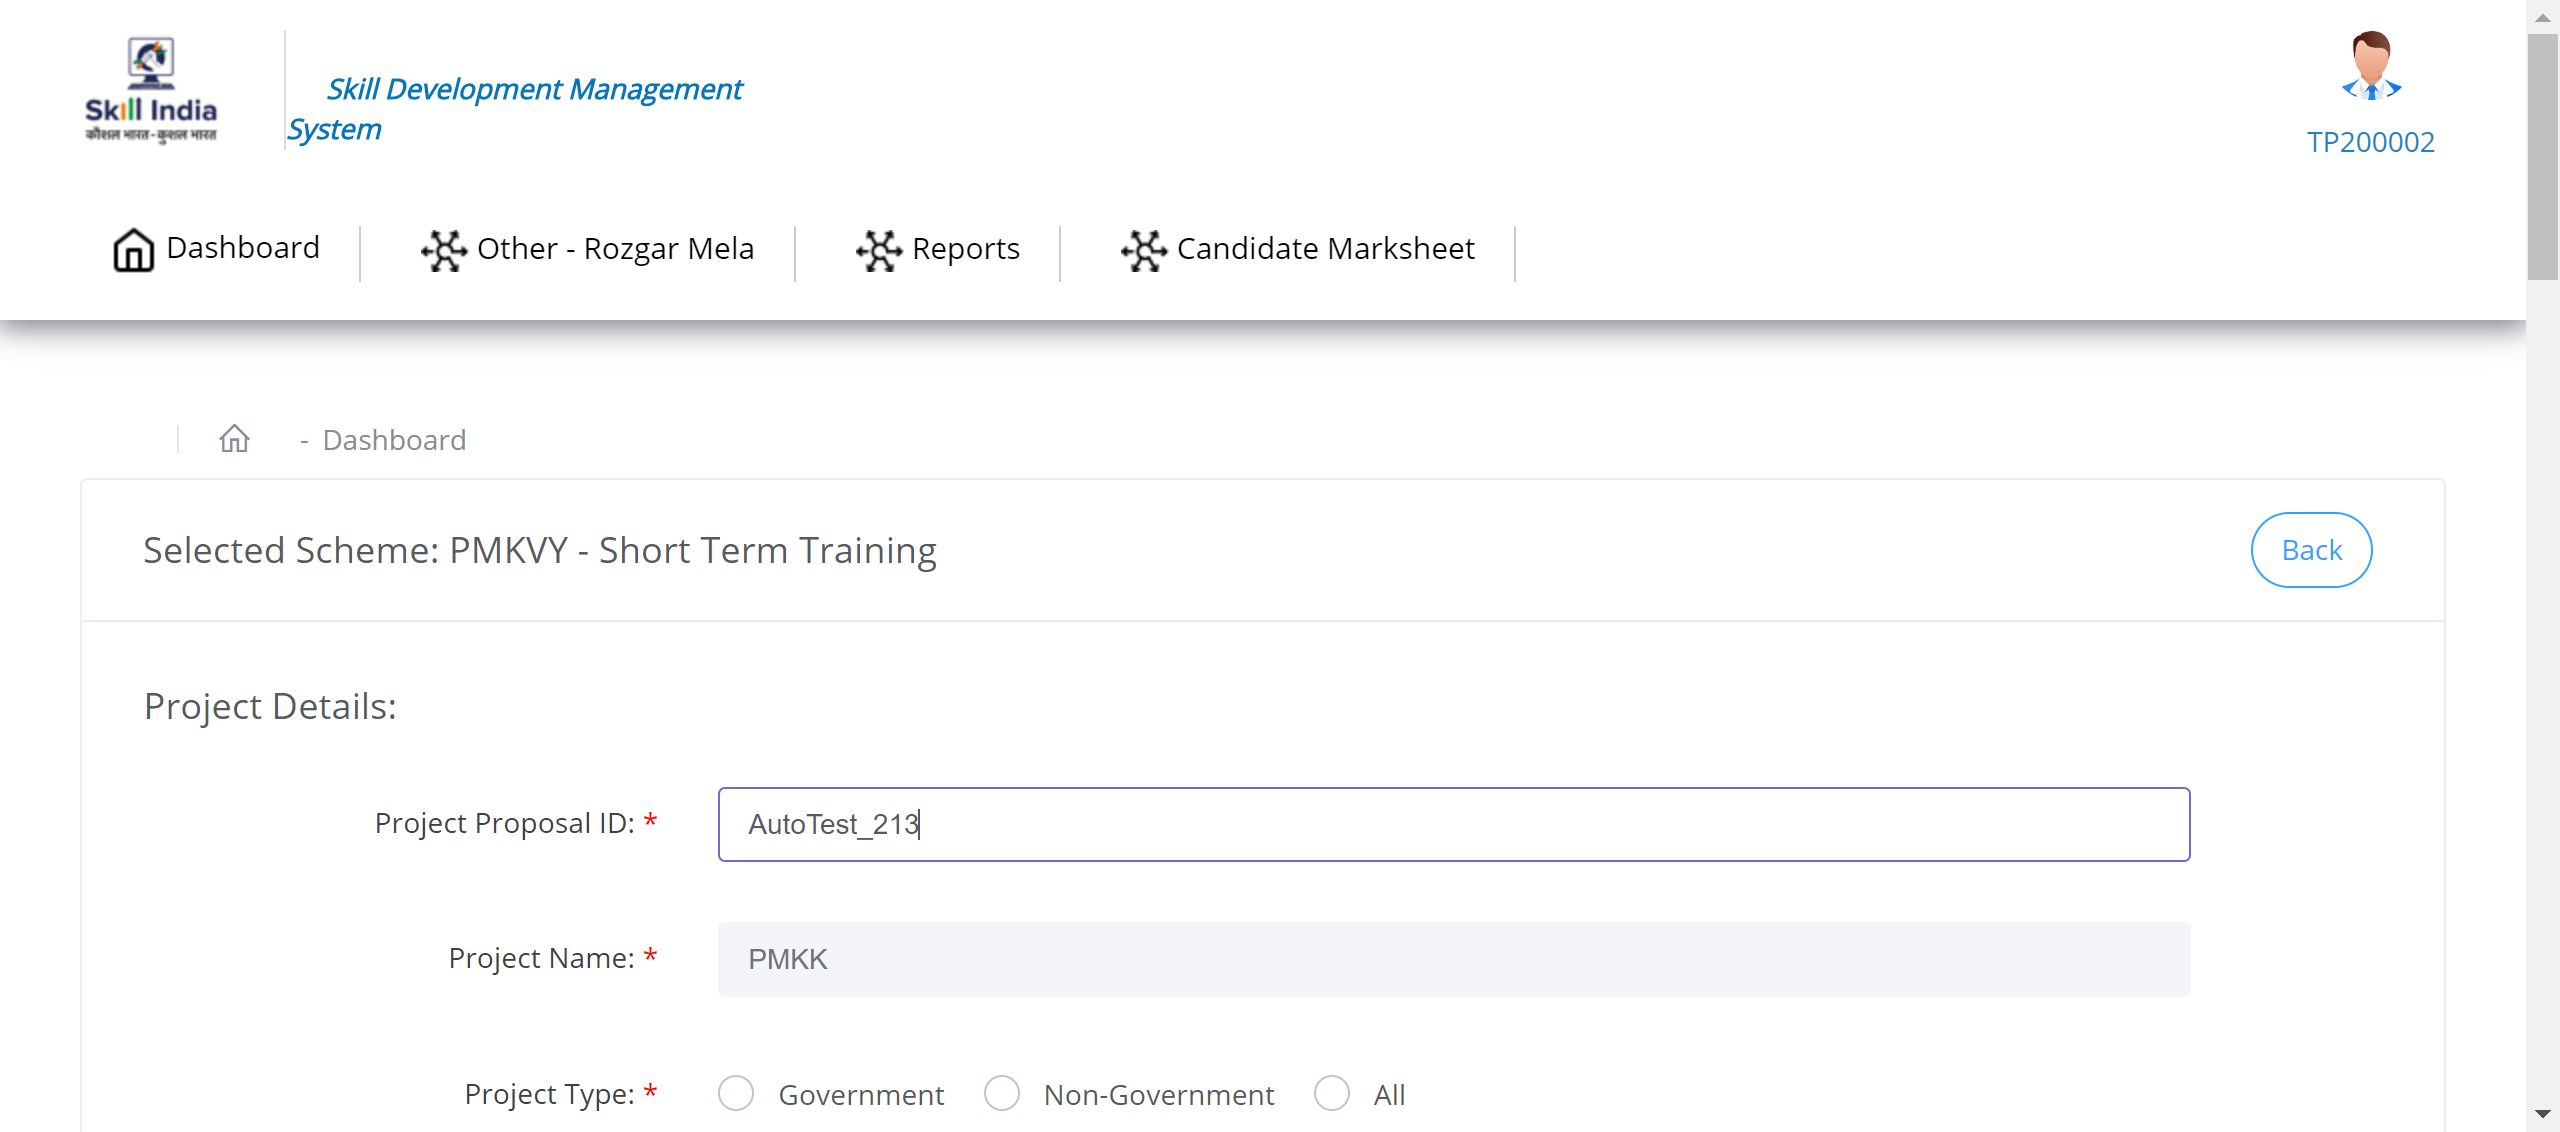 Skill India
कौशल भारत-कुशल भारत
Skill Development Management
System
TP200002
Dashboard
Other - Rozgar Mela
Reports
Candidate Marksheet
- Dashboard
Selected Scheme: PMKVY - Short Term Training
Back
Project Details:
Project Proposal ID: *
AutoTest_213
Project Name: *
PMKK
Project Type: *
Government
Non-Government
All